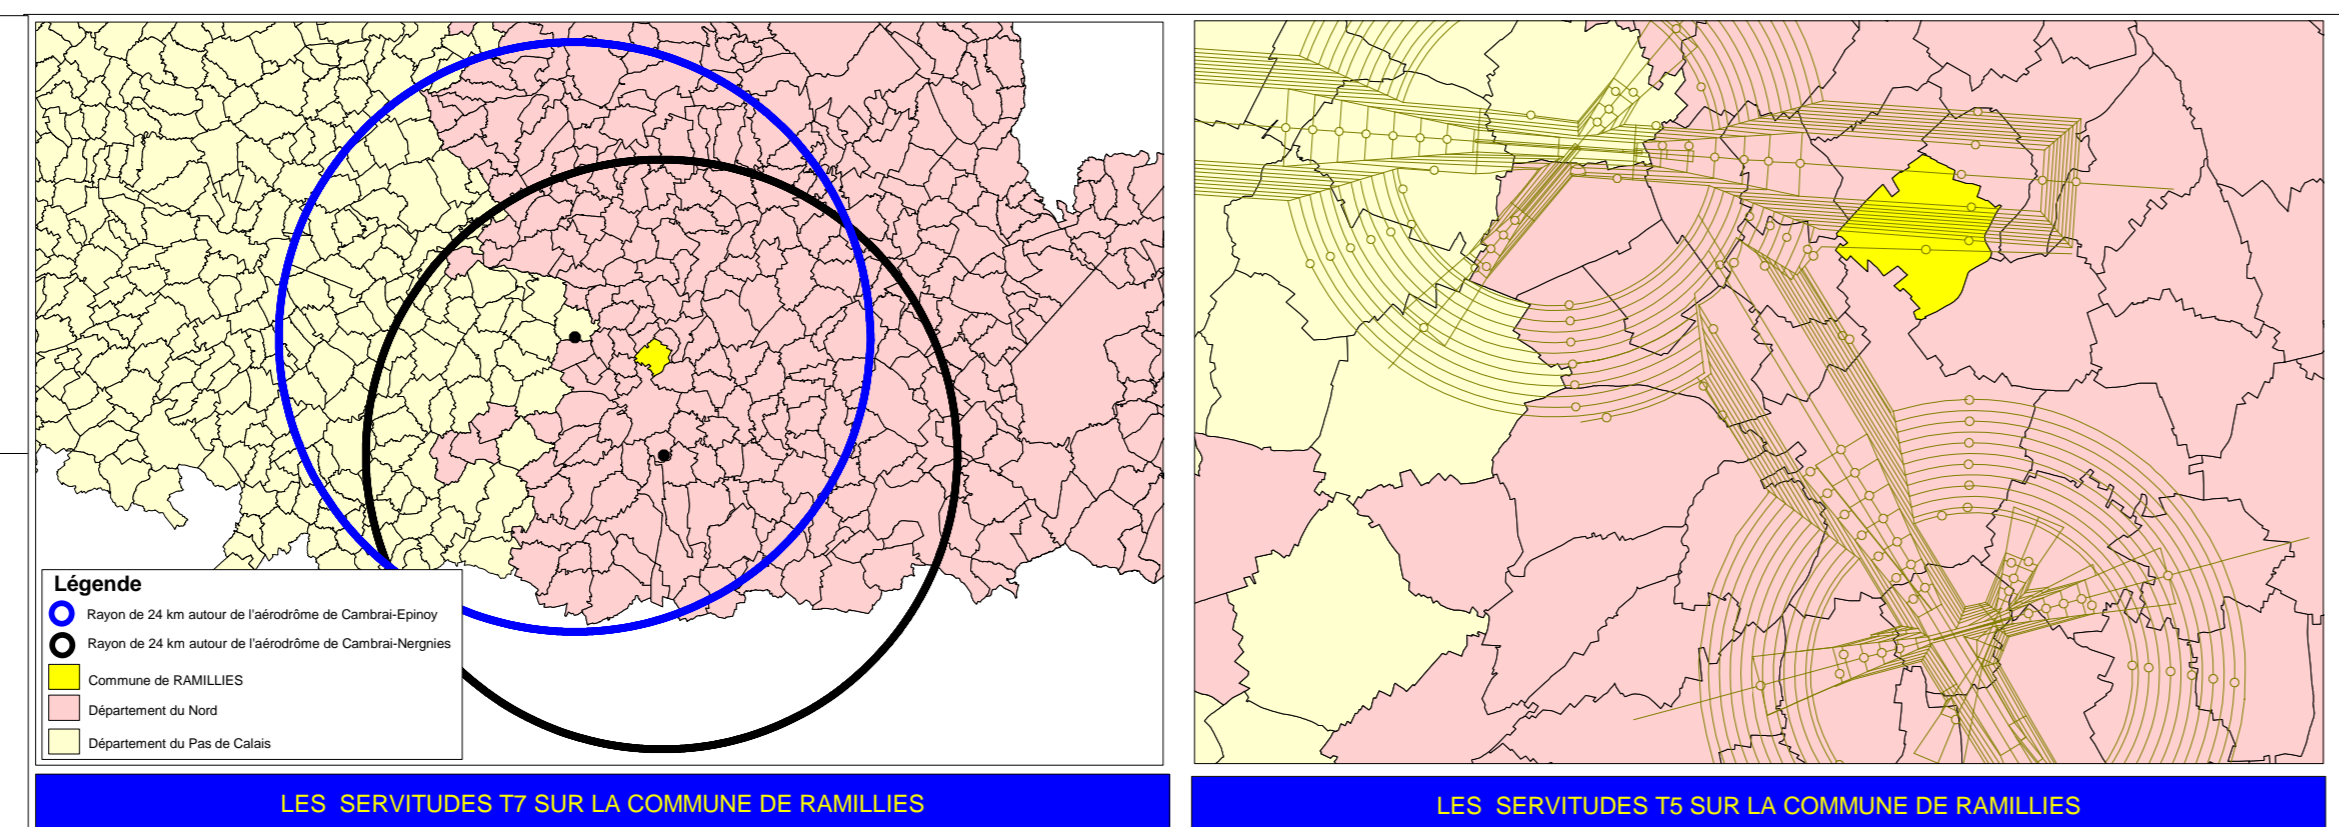 Légende
Rayon de 24 km autour de l'aérodrôme de Cambrai-Epinoy
Rayon de 24 km autour de l'aérodrôme de Cambrai-Nergnies
Commune de RAMILLIES
Département du Nord
Département du Pas de Calais
LES SERVITUDES T7 SUR LA COMMUNE DE RAMILLIES
LES SERVITUDES T5 SUR LA COMMUNE DE RAMILLIES